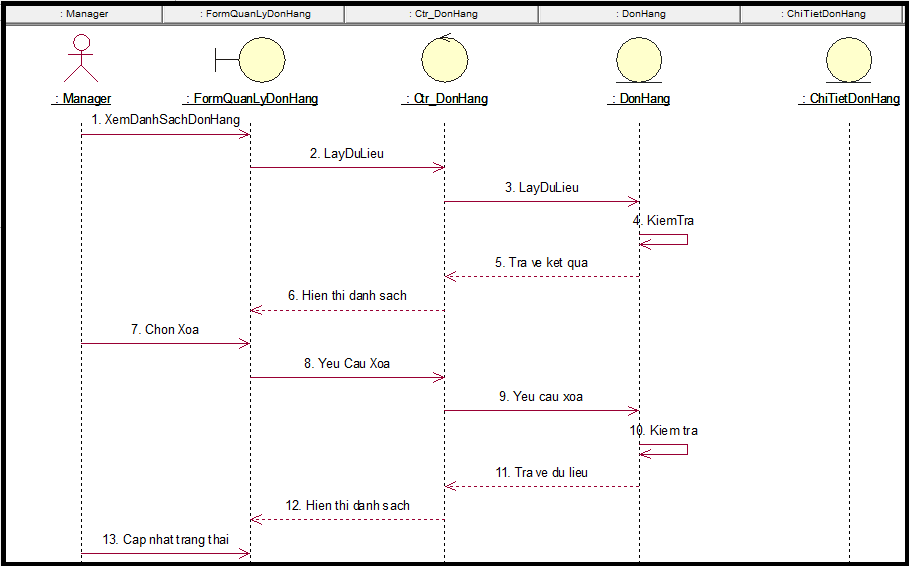 : Manager
: FormQuanLyDonHang
: Ctr_DonHang
: DonHang
: ChiTietDonHang
: Manager
: FormQuanLyDonHang
: Ctr_DonHang
: DonHang
: ChiTietDonHang
1. XemDanhSachDonHang
2. LayDuLieu
3. LayDuLieu
4. KiemTra
5. Tra ve ket qua
6. Hien thi danh sach
7. Chon Xoa
8. Yeu Cau Xoa
9. Yeu cau xoa
10. Kiem tra
11. Tra ve du lieu
12. Hien thi danh sach
13. Cap nhat trang thai